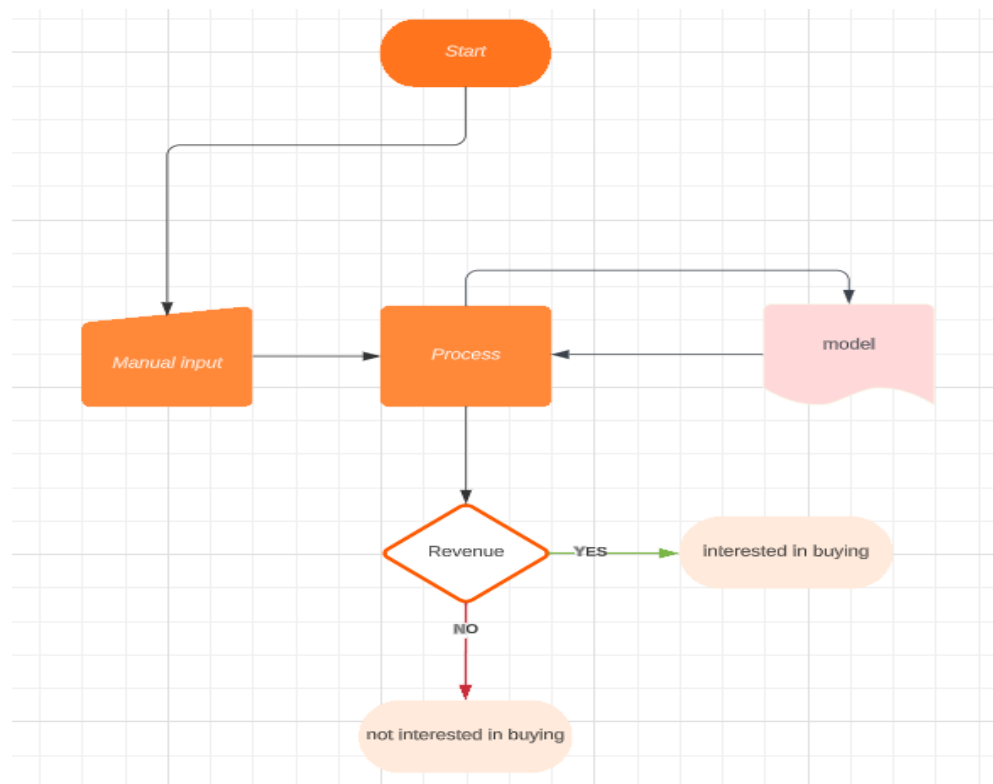 Start
Manual input
Process
model
Revenue
YES
interested in buying
NO
not interested in buying